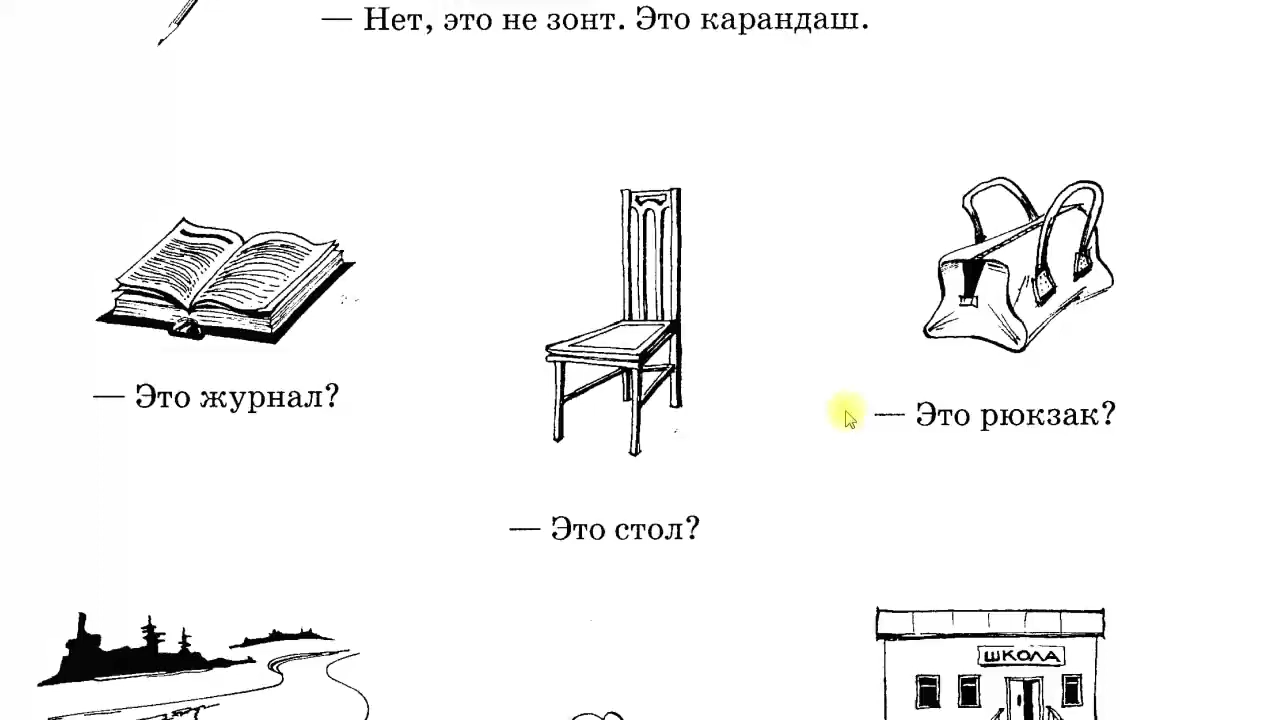 — Нет, это не зонт. Это карандаш.
— Это журнал?
— Это рюкзак?
— Это стол?
ШКОЛА